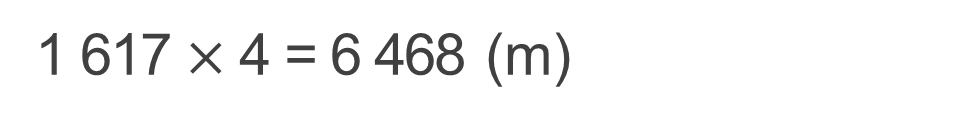 1 617 × 4 = 6 468 (m)